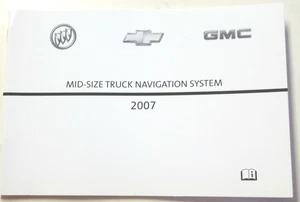 GMC
MID-SIZE TRUCK NAVIGATION SYSTEM
2007